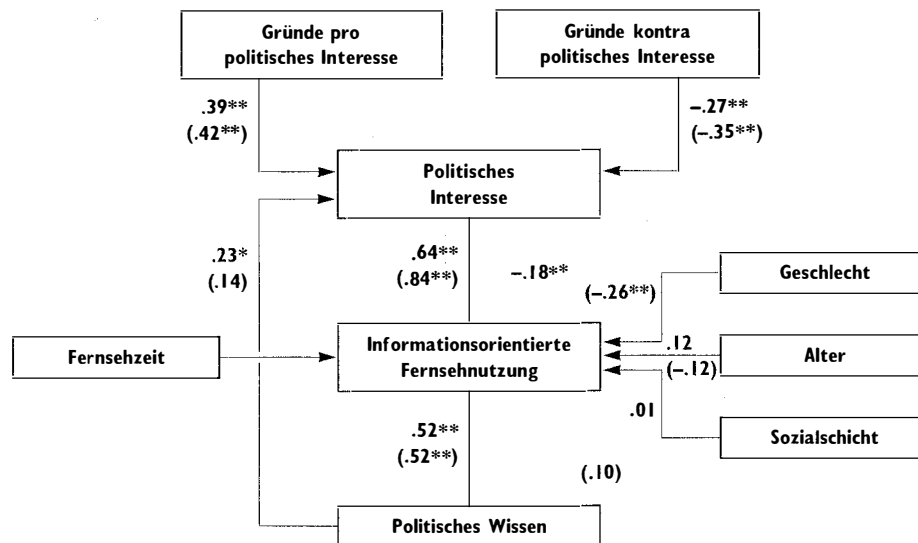 Gründe pro
politisches Interesse
Gründe kontra
politisches Interesse
.39**
(.42**)
–.27**
(–.35**)
Politisches
Interesse
.23*
(.14)
.64**
(.84**)
–.18**
(–.26**)
Geschlecht
Fernsehzeit
Informationsorientierte
Fernsehnutzung
.12
(–.12)
Alter
.01
Sozialschicht
.52**
(.52**)
(.10)
Politisches Wissen